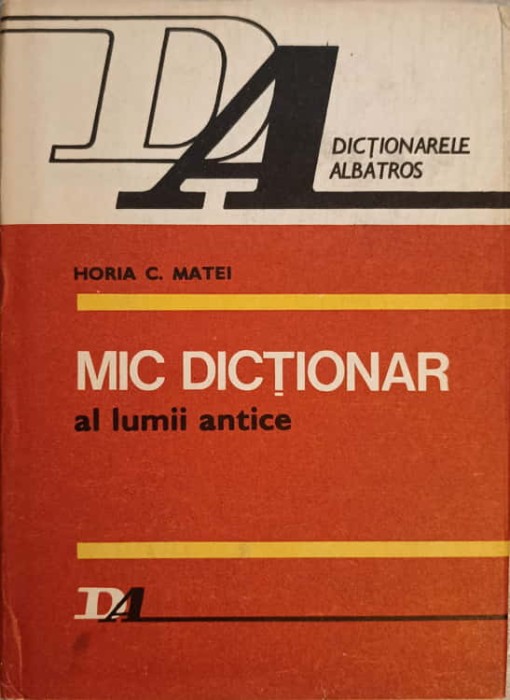 DA
DICȚIONARELE
ALBATROS
HORIA C. MATEI
MIC DICȚIONAR
al lumii antice
DA